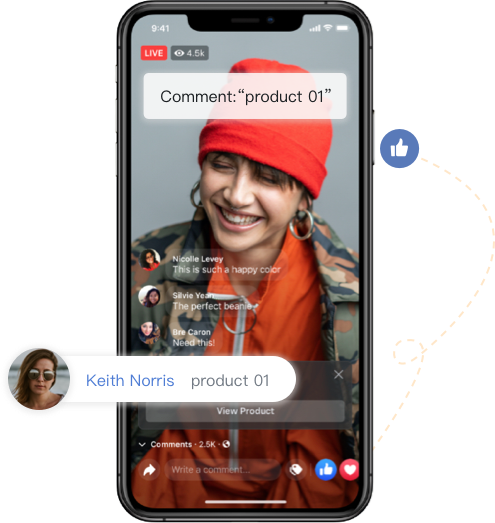 9:41
LIVE 4.5k
Comment:“product 01”
Nicolle Levey
This is such a happy color
Silvie Yean
The perfect beanie
Bre Caron
Need this!
Keith Norris product 01
View Product
Comments · 2.5K ·
Write a comment...